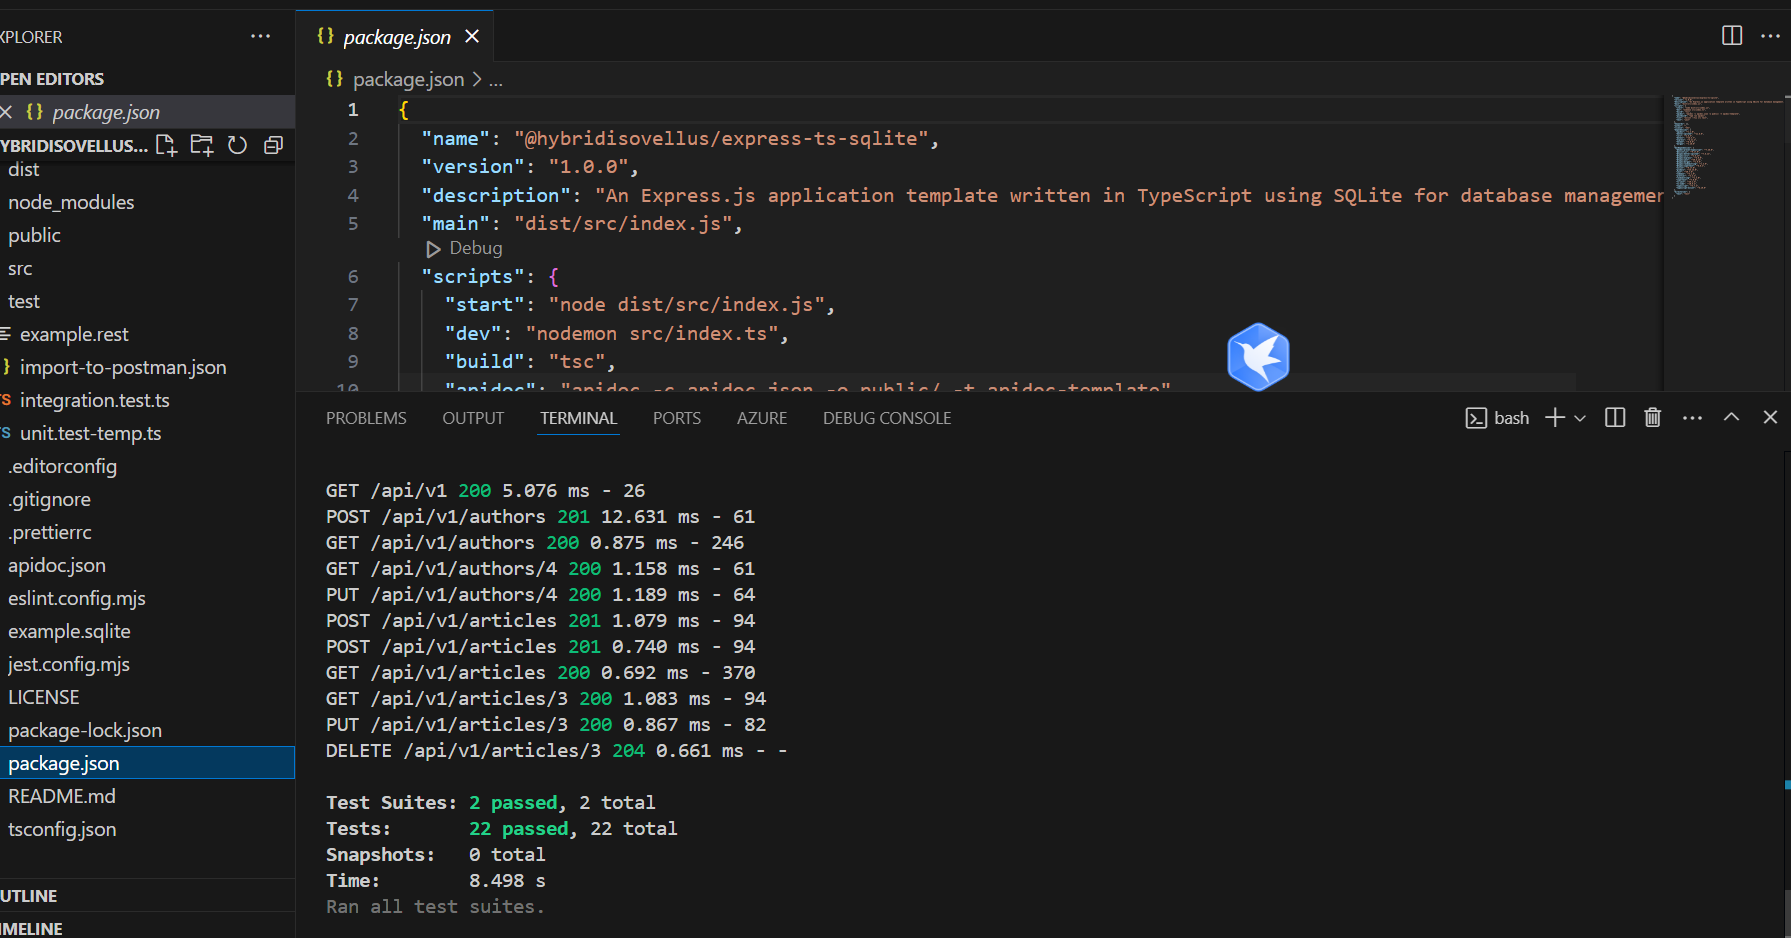 XPLORER
PEN EDITORS
package.json
YBRIDISOVELLUS...
dist
node_modules
public
src
test
example.rest
import-to-postman.json
integration.test.ts
unit.test-temp.ts
.editorconfig
.gitignore
.prettierrc
apidoc.json
eslint.config.mjs
example.sqlite
jest.config.mjs
LICENSE
package-lock.json
package.json
README.md
tsconfig.json
UTLINE
IMELINE
{} package.json
{} package.json > ...
1 {
2 "name": "@hybridisovellus/express-ts-sqlite",
3 "version": "1.0.0",
4 "description": "An Express.js application template written in TypeScript using SQLite for database managemen
5 "main": "dist/src/index.js",
Debug
6 "scripts": {
7 "start": "node dist/src/index.js",
8 "dev": "nodemon src/index.ts",
9 "build": "tsc",
10 "apidoc": "apidoc -c apidoc.json -o public/ -t apidoc-template"
PROBLEMS OUTPUT TERMINAL PORTS AZURE DEBUG CONSOLE bash
GET /api/v1 200 5.076 ms - 26
POST /api/v1/authors 201 12.631 ms - 61
GET /api/v1/authors 200 0.875 ms - 246
GET /api/v1/authors/4 200 1.158 ms - 61
PUT /api/v1/authors/4 200 1.189 ms - 64
POST /api/v1/articles 201 1.079 ms - 94
POST /api/v1/articles 201 0.740 ms - 94
GET /api/v1/articles 200 0.692 ms - 370
GET /api/v1/articles/3 200 1.083 ms - 94
PUT /api/v1/articles/3 200 0.867 ms - 82
DELETE /api/v1/articles/3 204 0.661 ms - -
Test Suites: 2 passed, 2 total
Tests: 22 passed, 22 total
Snapshots: 0 total
Time: 8.498 s
Ran all test suites.